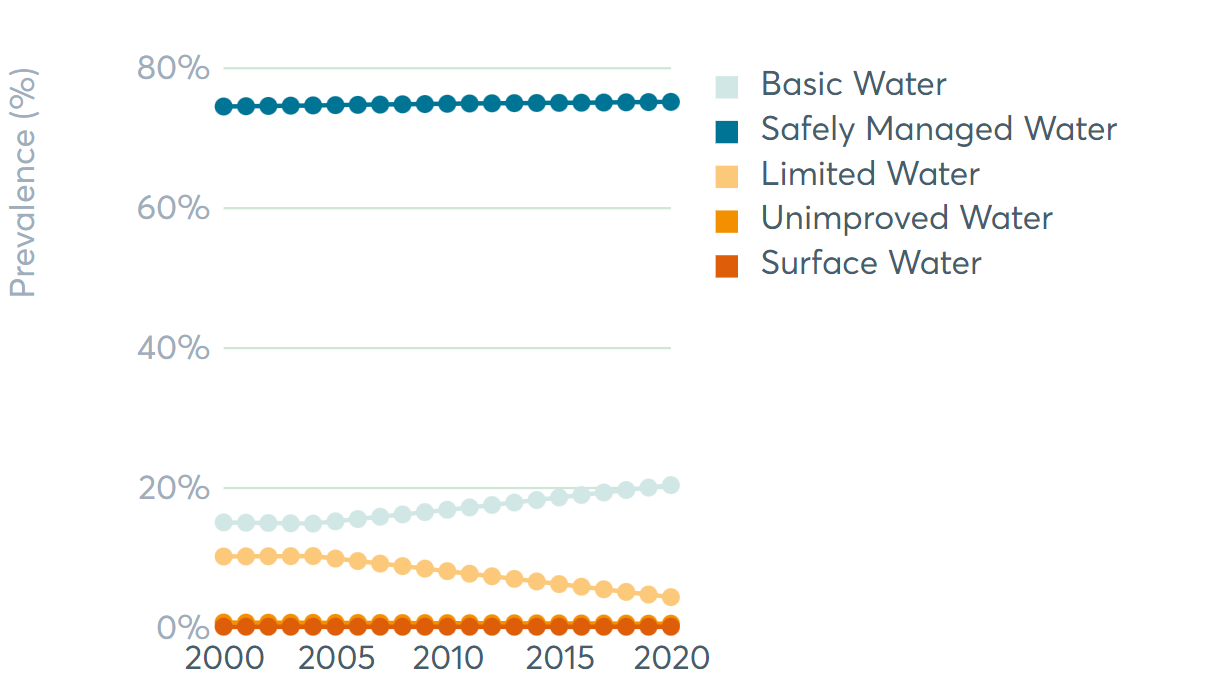 Prevalence (%)
80%
60%
40%
20%
0%
2000 2005 2010 2015 2020
Basic Water
Safely Managed Water
Limited Water
Unimproved Water
Surface Water